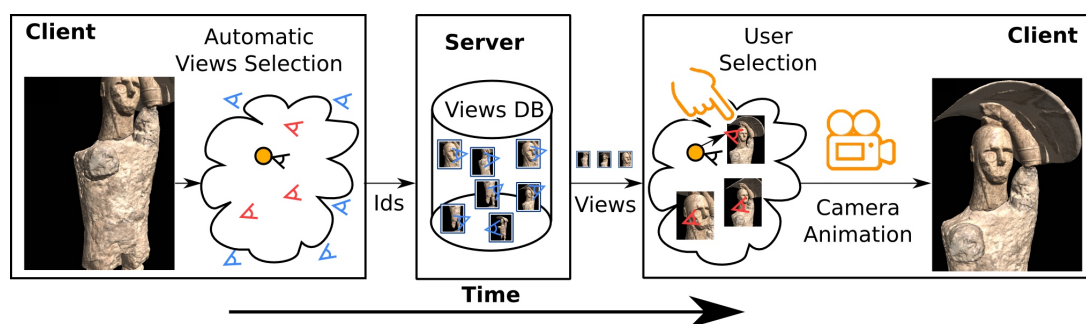 Client
Automatic
Views Selection
Ids
Server
Views DB
Views
User
Selection
Client
Camera
Animation
Time